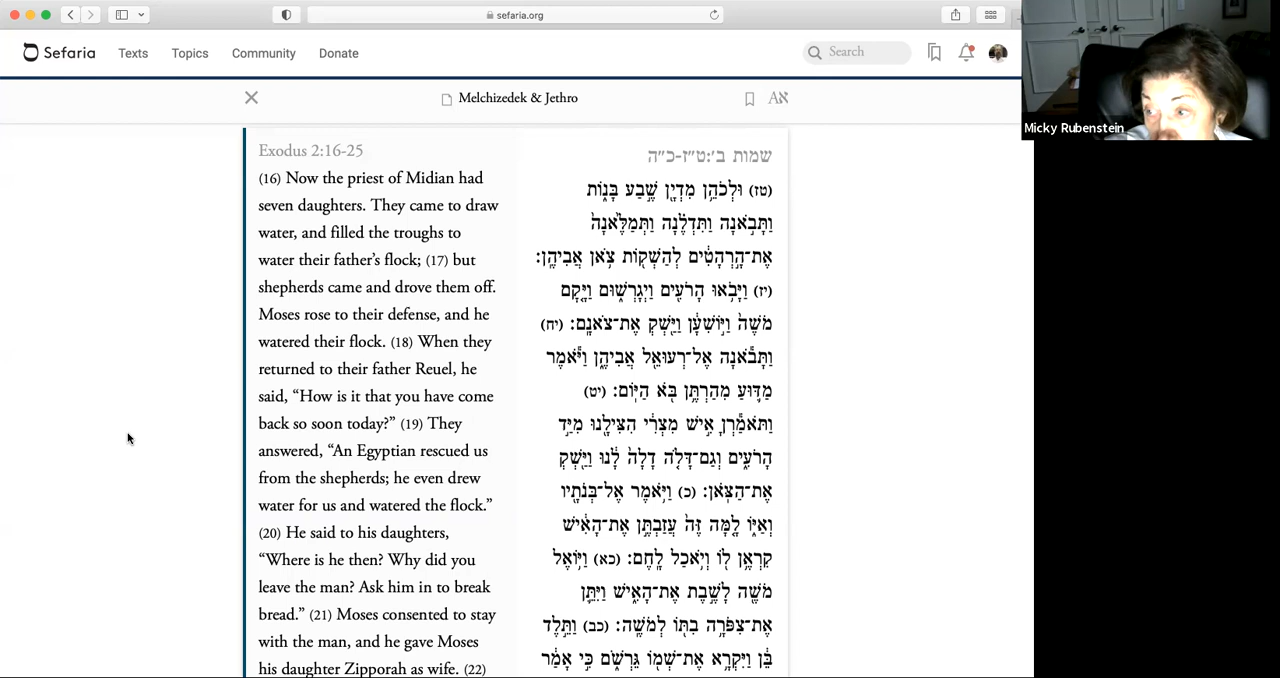 sefaria.org
Sefaria
Texts
Topics
Community
Donate
Search
Melchizedek & Jethro
Aא
Micky Rubenstein
Exodus 2:16-25
(16) Now the priest of Midian had
seven daughters. They came to draw
water, and filled the troughs to
water their father’s flock; (17) but
shepherds came and drove them off.
Moses rose to their defense, and he
watered their flock. (18) When they
returned to their father Reuel, he
said, “How is it that you have come
back so soon today?” (19) They
answered, “An Egyptian rescued us
from the shepherds; he even drew
water for us and watered the flock.”
(20) He said to his daughters,
“Where is he then? Why did you
leave the man? Ask him in to break
bread.” (21) Moses consented to stay
with the man, and he gave Moses
his daughter Zipporah as wife. (22)
שמות ב׳:ט״ז-כ״ה
(טז) וּלְכֹהֵ֥ן מִדְיָ֖ן שֶׁ֣בַע בָּנ֑וֹת
וַתָּבֹ֣אנָה וַתִּדְלֶ֗נָה וַתְּמַלֶּ֙אנָה֙
אֶת־הָ֣רְהָטִ֔ים לְהַשְׁק֖וֹת צֹ֥אן אֲבִיהֶֽן׃
(יז) וַיָּבֹ֥אוּ הָרֹעִ֖ים וַיְגָרְשׁ֑וּם וַיָּ֤קׇם
מֹשֶׁה֙ וַיּ֣וֹשִׁעָ֔ן וַיַּ֖שְׁקְ אֶת־צֹאנָֽם׃ (יח)
וַתָּבֹ֕אנָה אֶל־רְעוּאֵ֖ל אֲבִיהֶ֑ן וַיֹּ֕אמֶר
מַדּ֛וּעַ מִהַרְתֶּ֥ן בֹּ֖א הַיּֽוֹם׃ (יט)
וַתֹּאמַ֕רְןָ אִ֣ישׁ מִצְרִ֔י הִצִּילָ֖נוּ מִיַּ֣ד
הָרֹעִ֑ים וְגַם־דָּלֹ֤ה דָלָה֙ לָ֔נוּ וַיַּ֖שְׁקְ
אֶת־הַצֹּֽאן׃ (כ) וַיֹּ֥אמֶר אֶל־בְּנֹתָ֖יו
וְאַיּ֑וֹ לָ֤מָּה זֶּה֙ עֲזַבְתֶּ֣ן אֶת־הָאִ֔ישׁ
קִרְאֶ֥ן ל֖וֹ וְיֹ֥אכַל לָֽחֶם׃ (כא) וַיּ֥וֹאֶל
מֹשֶׁ֖ה לָשֶׁ֣בֶת אֶת־הָאִ֑ישׁ וַיִּתֵּ֛ן
אֶת־צִפֹּרָ֥ה בִתּ֖וֹ לְמֹשֶֽׁה׃ (כב) וַתֵּ֣לֶד
בֵּ֔ן וַיִּקְרָ֥א אֶת־שְׁמ֖וֹ גֵּרְשֹׁ֑ם כִּ֣י אָמַ֔ר